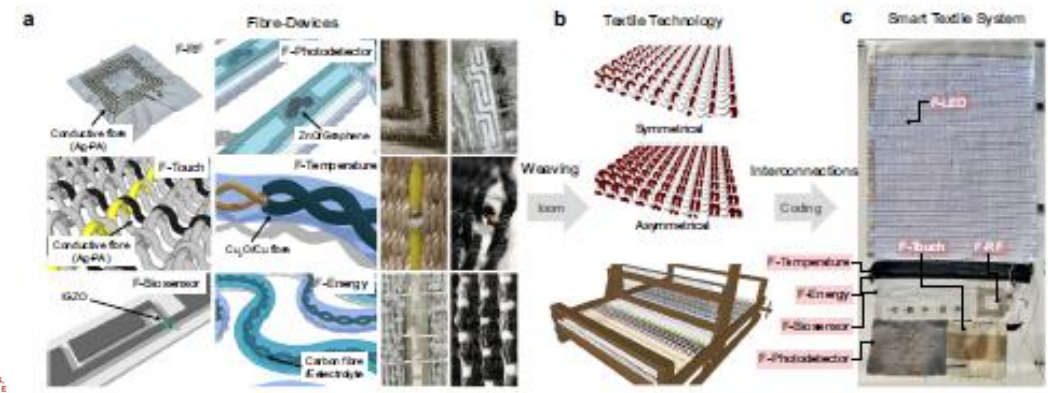 a
Fibre-Devices
F-RF
Conductive fibre
(Ag-PA)
F-Photodetector
ZnO/Graphene
F-Touch
Conductive fibre
(Ag-PA)
F-Temperature
Cu₂O/Cu fibre
F-Biosensor
IGZO
F-Energy
Carbon fibre
/Electrolyte
b
Textile Technology
Symmetrical
Weaving
loom
Asymmetrical
Interconnections
Coding
c
Smart Textile System
F-LED
F-Touch
F-RF
F-Temperature
F-Energy
F-Biosensor
F-Photodetector